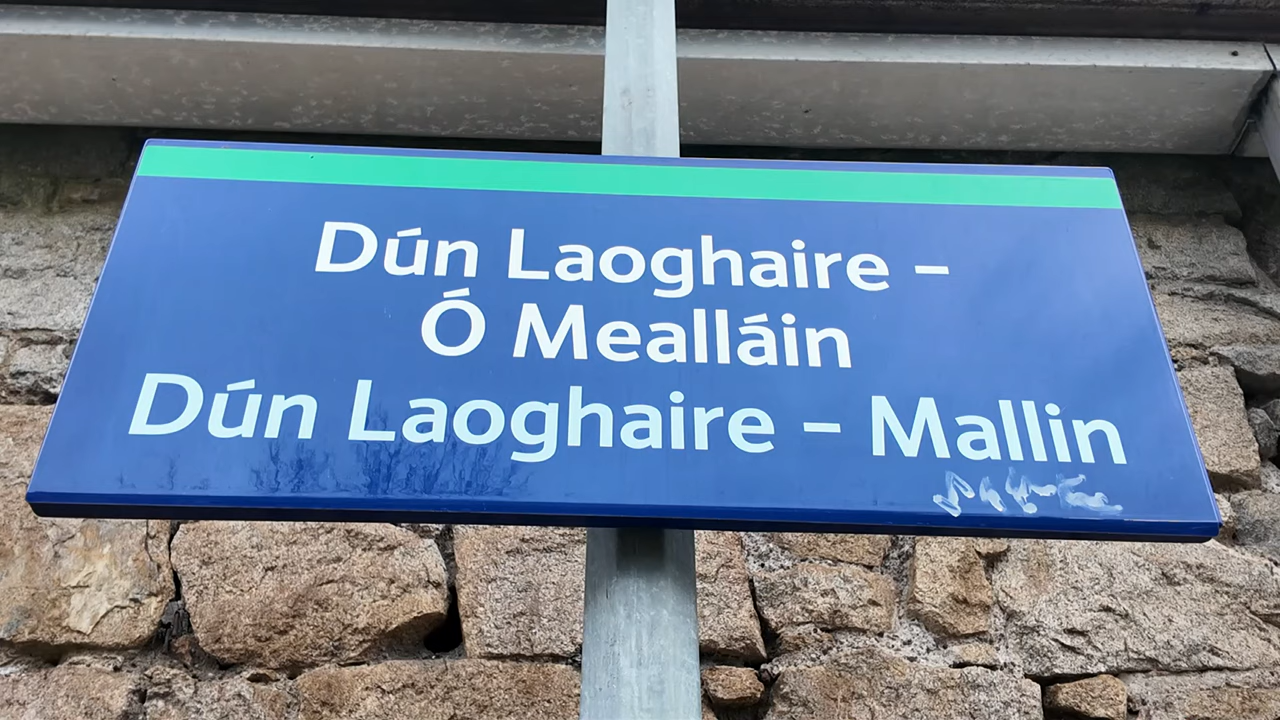 Dún Laoghaire –
Ó Mealláin
Dún Laoghaire – Mallin